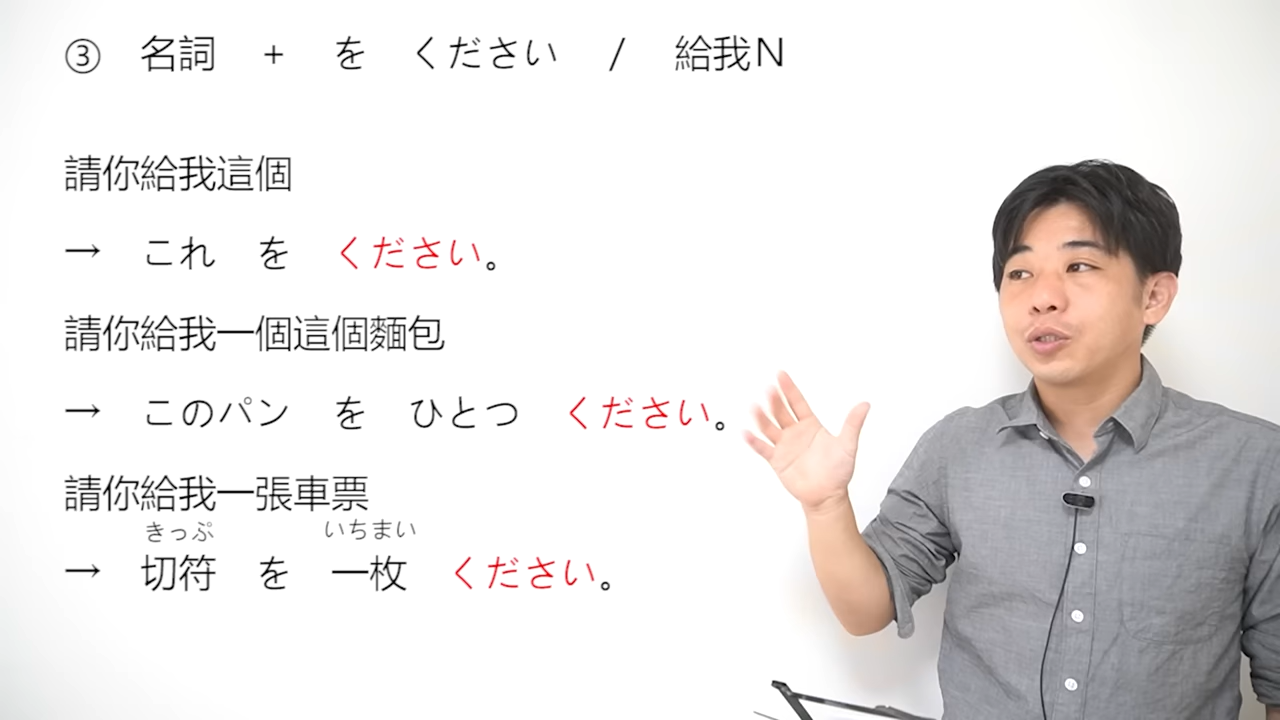 ③ 名詞 + を ください / 給我N
請你給我這個
→ これ を ください。
請你給我一個這個麵包
→ このパン を ひとつ ください。
請你給我一張車票
きっぷ いちまい
→ 切符 を 一枚 ください。